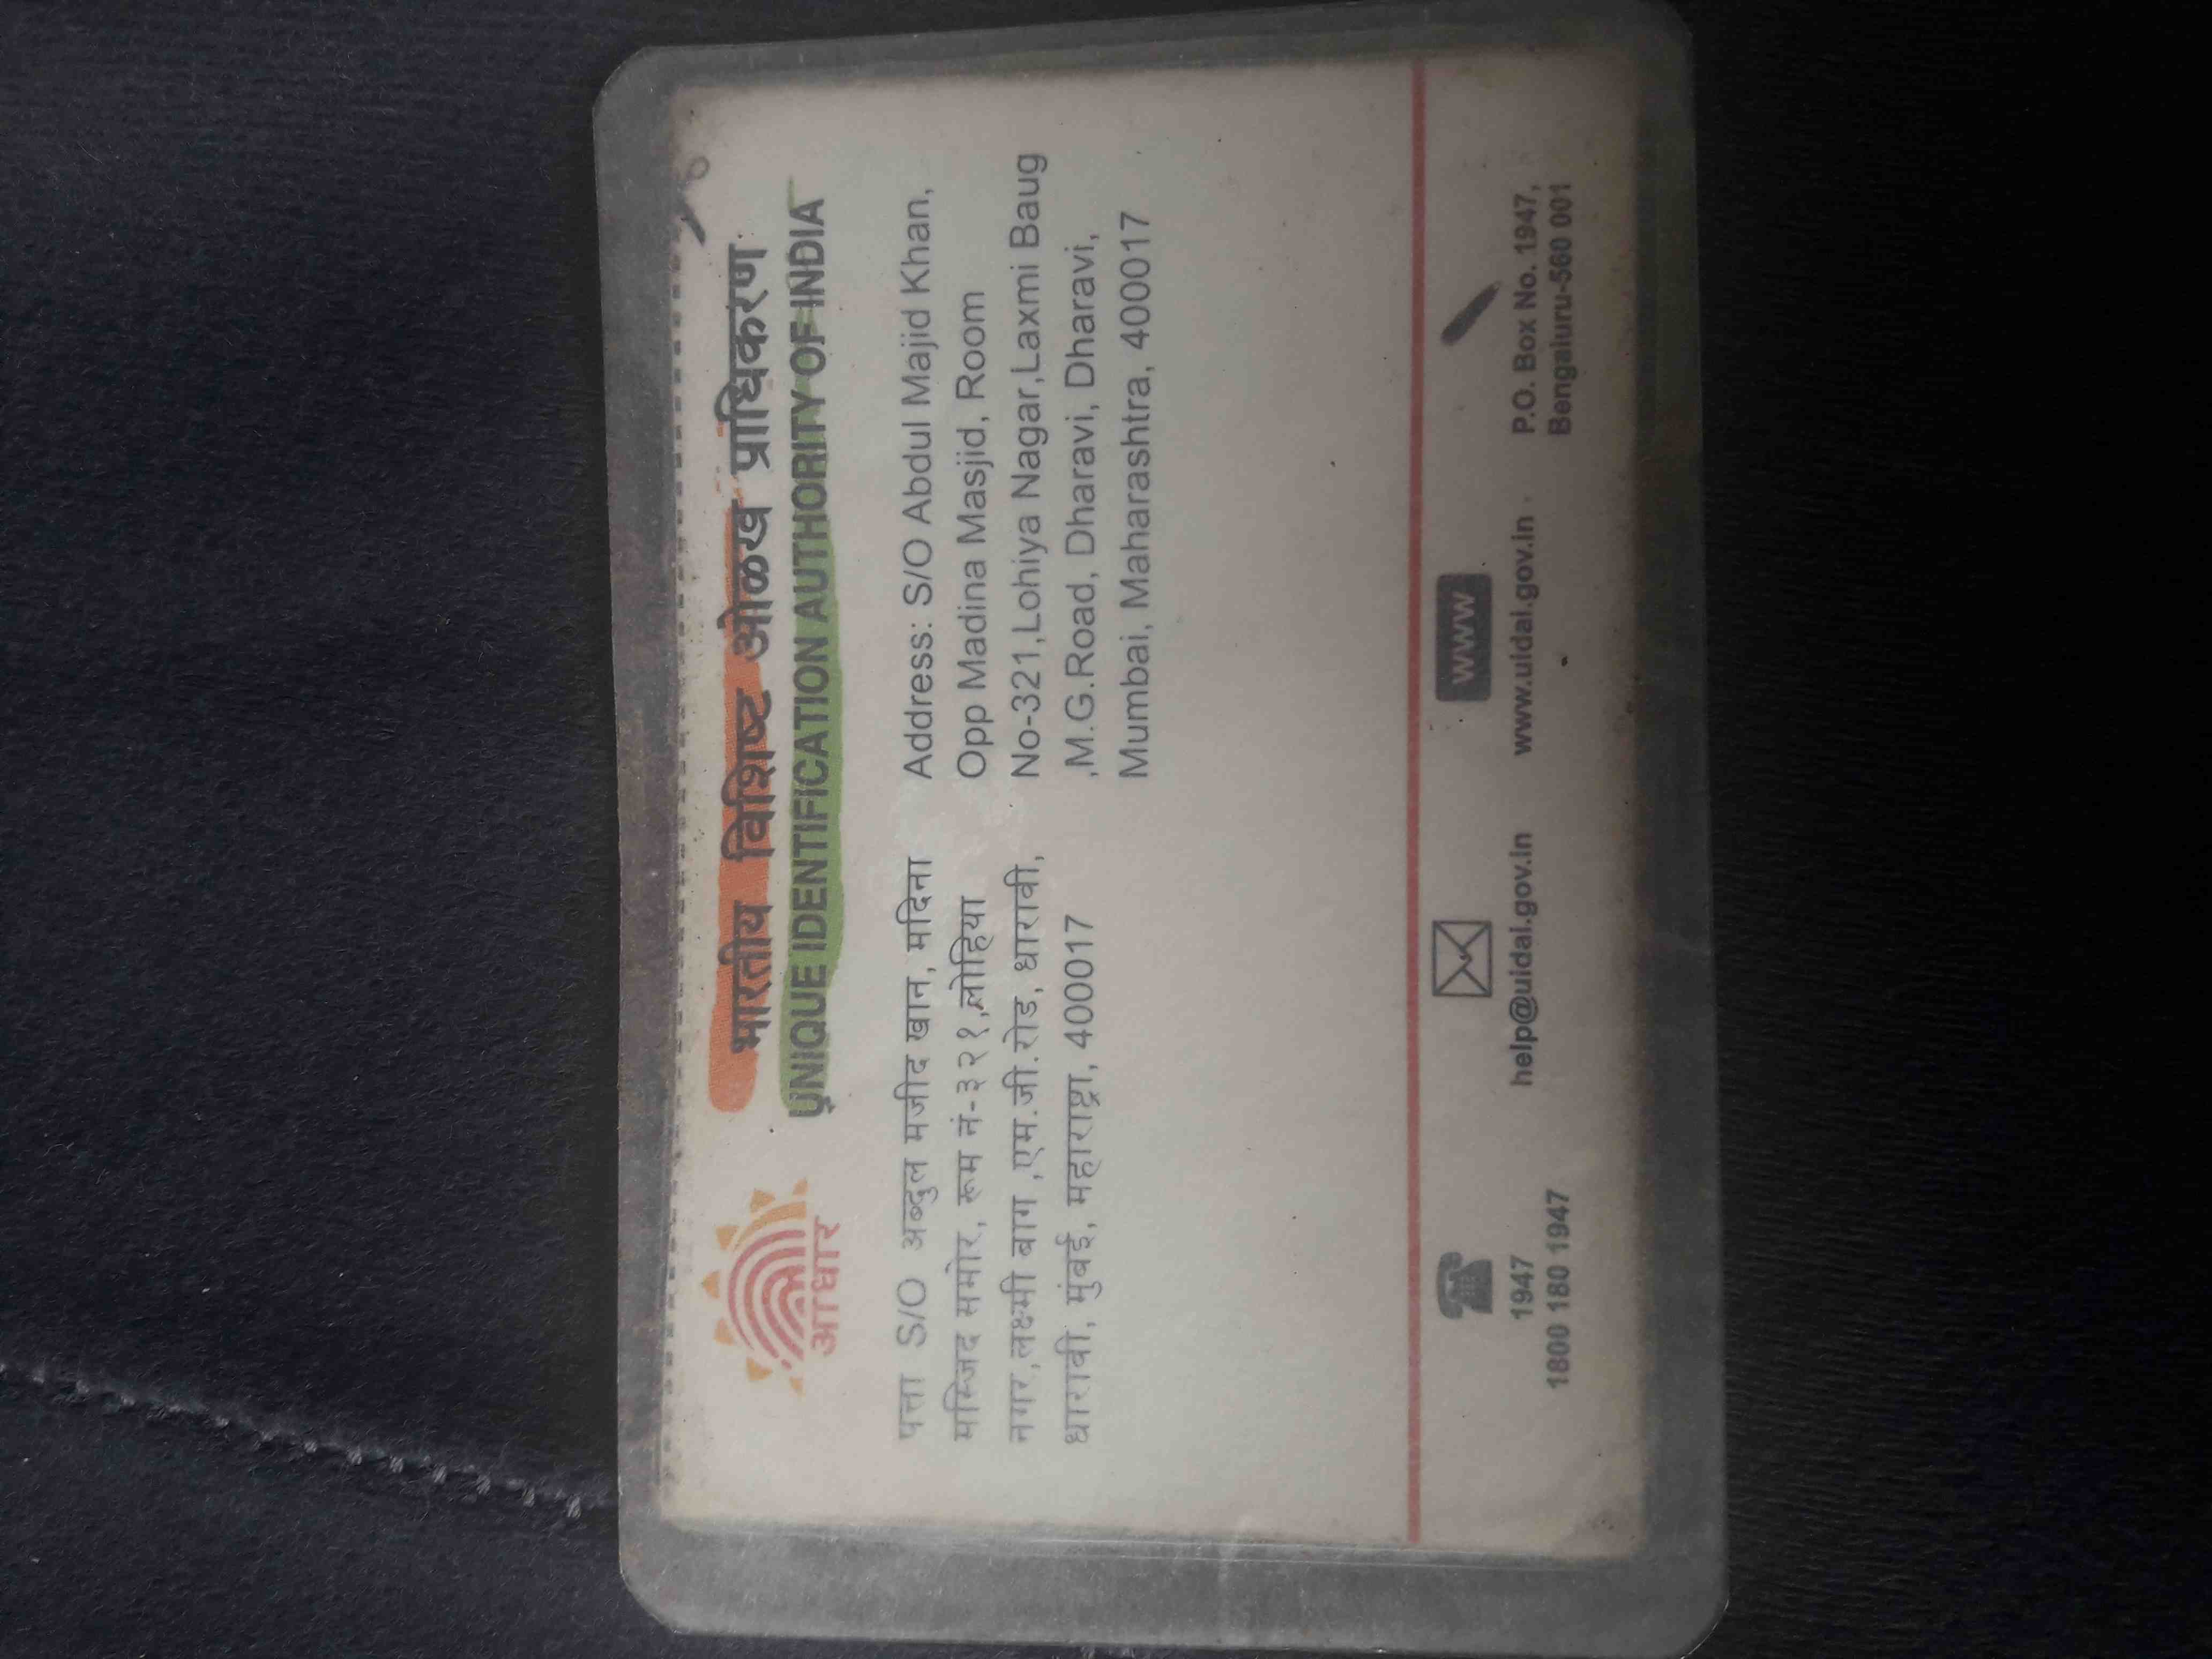 भारतीय विशिष्ट ओळख प्राधिकरण
UNIQUE IDENTIFICATION AUTHORITY OF INDIA
आधार
पत्ता S/O अब्दुल मजीद खान, मदिना
मस्जिद समोर, रूम नं-३२१,लोहिया
नगर,लक्ष्मी बाग ,एम.जी.रोड, धारावी,
धारावी, मुंबई, महाराष्ट्रा, 400017
Address: S/O Abdul Majid Khan,
Opp Madina Masjid, Room
No-321,Lohiya Nagar,Laxmi Baug
,M.G.Road, Dharavi, Dharavi,
Mumbai, Maharashtra, 400017
1947
1800 180 1947
help@uidai.gov.in
WWW
www.uidai.gov.in
P.O. Box No. 1947,
Bengaluru-560 001